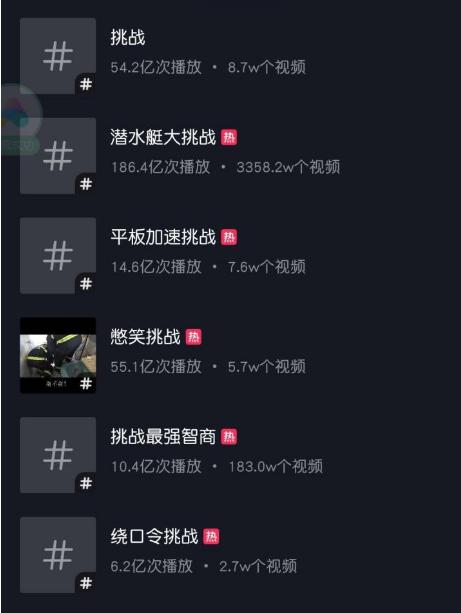 挑战
54.2亿次播放 · 8.7w个视频
潜水艇大挑战 热
186.4亿次播放 · 3358.2w个视频
平板加速挑战 热
14.6亿次播放 · 7.6w个视频
憋笑挑战 热
55.1亿次播放 · 5.7w个视频
挑战最强智商 热
10.4亿次播放 · 183.0w个视频
绕口令挑战 热
6.2亿次播放 · 2.7w个视频